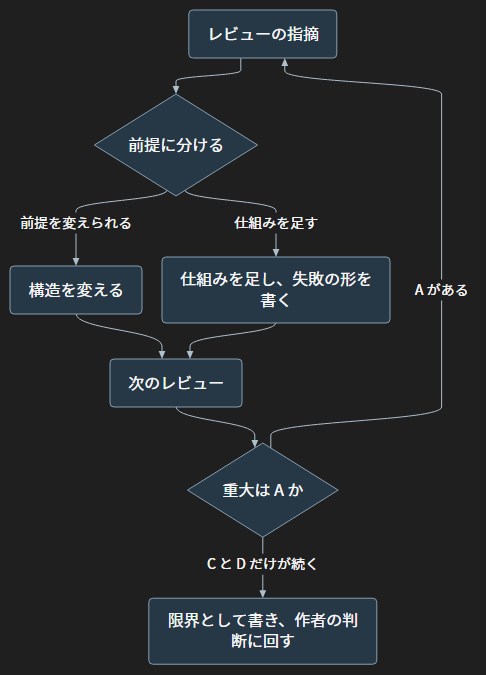 レビューの指摘
前提に分ける
前提を変えられる
仕組みを足す
構造を変える
仕組みを足し、失敗の形を
書く
A がある
次のレビュー
重大は A か
C と D だけが続く
限界として書き、作者の判
断に回す